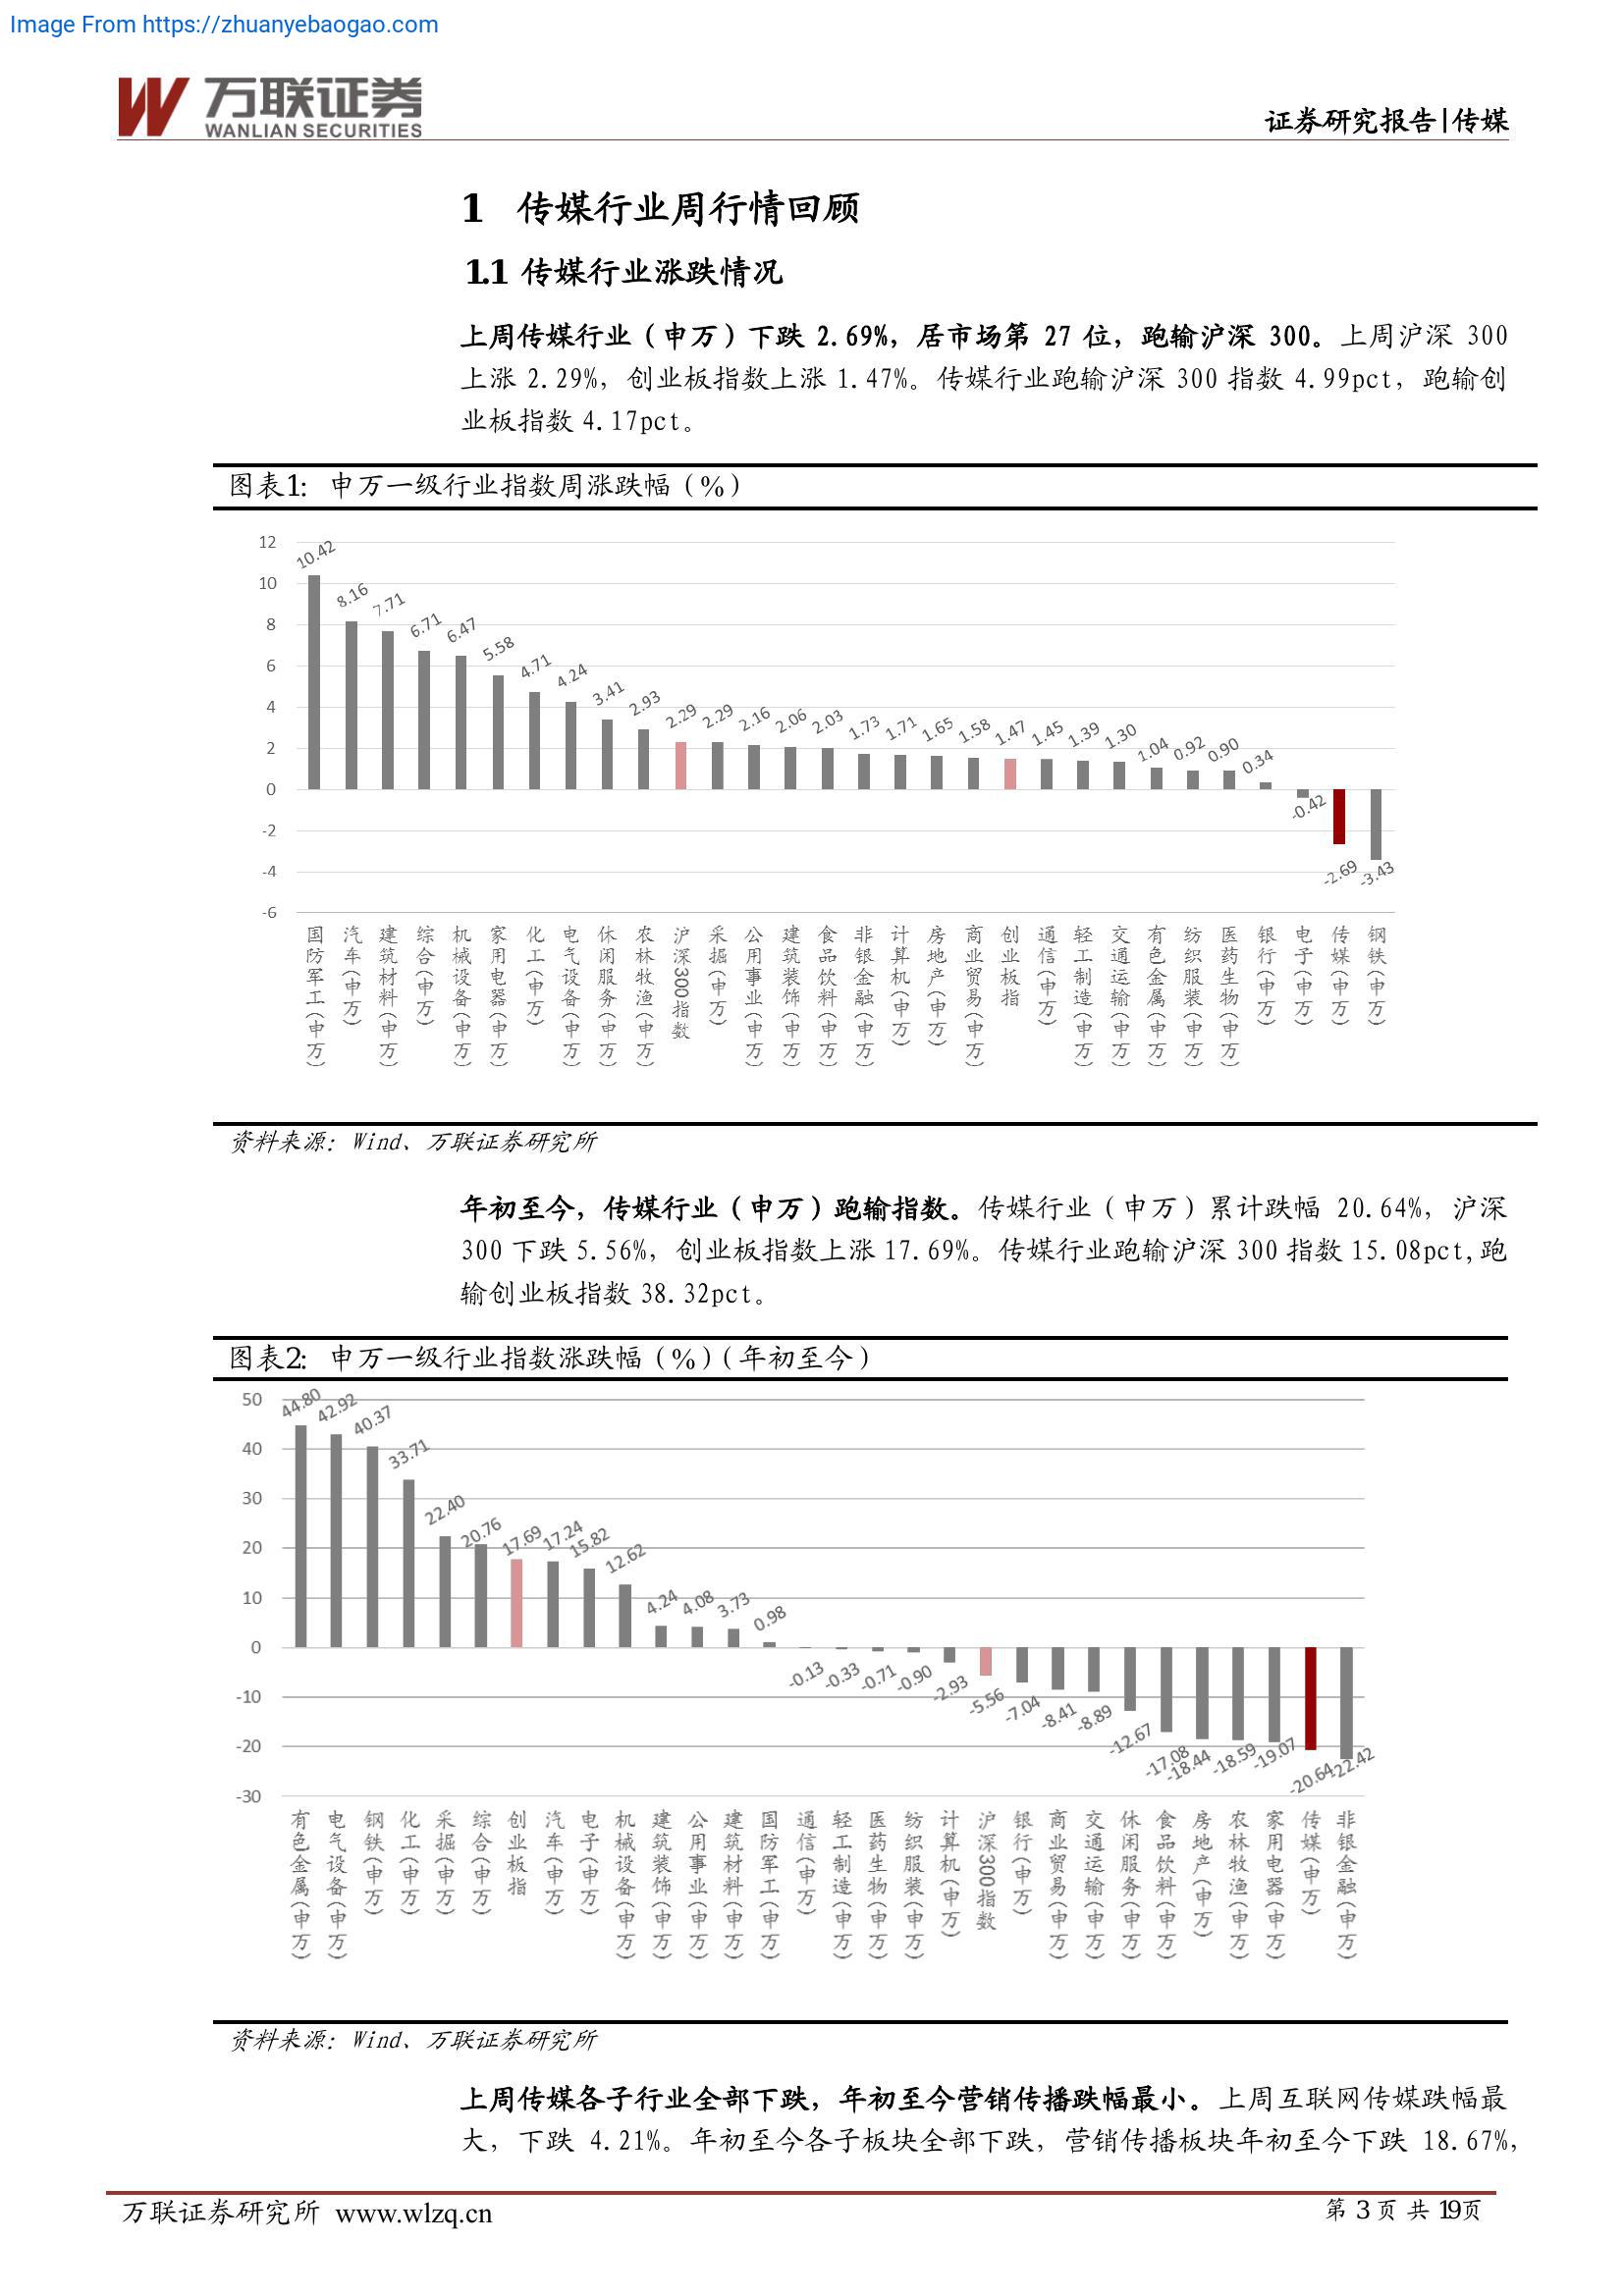 Image From https://zhuanyebaogao.com
万联证券
WANLIAN SECURITIES
证券研究报告|传媒
1 传媒行业周行情回顾
1.1 传媒行业涨跌情况
上周传媒行业（申万）下跌 2.69%，居市场第 27 位，跑输沪深 300。上周沪深 300
上涨 2.29%，创业板指数上涨 1.47%。传媒行业跑输沪深 300 指数 4.99pct，跑输创
业板指数 4.17pct。
图表1： 申万一级行业指数周涨跌幅（%）
12
10
8
6
4
2
0
-2
-4
-6
10.42
8.16
7.71
6.71
6.47
5.58
4.71
4.24
3.41
2.93
2.29
2.29
2.16
2.06
2.03
1.73
1.71
1.65
1.58
1.47
1.45
1.39
1.30
1.04
0.92
0.90
0.34
-0.42
-2.69
-3.43
国防军工(申万)
汽车(申万)
建筑材料(申万)
综合(申万)
机械设备(申万)
家用电器(申万)
化工(申万)
电气设备(申万)
休闲服务(申万)
农林牧渔(申万)
沪深300指数
采掘(申万)
公用事业(申万)
建筑装饰(申万)
食品饮料(申万)
非银金融(申万)
计算机(申万)
房地产(申万)
商业贸易(申万)
创业板指
通信(申万)
轻工制造(申万)
交通运输(申万)
有色金属(申万)
纺织服装(申万)
医药生物(申万)
银行(申万)
电子(申万)
传媒(申万)
钢铁(申万)
资料来源：Wind、万联证券研究所
年初至今，传媒行业（申万）跑输指数。传媒行业（申万）累计跌幅 20.64%，沪深
300 下跌 5.56%，创业板指数上涨 17.69%。传媒行业跑输沪深 300 指数 15.08pct,跑
输创业板指数 38.32pct。
图表2： 申万一级行业指数涨跌幅（%）（年初至今）
50
40
30
20
10
0
-10
-20
-30
44.80
42.92
40.37
33.71
22.40
20.76
17.69
17.24
15.82
12.62
4.24
4.08
3.73
0.98
-0.13
-0.33
-0.71
-0.90
-2.93
-5.56
-7.04
-8.41
-8.89
-12.67
-17.08
-18.44
-18.59
-19.07
-20.64
-22.42
有色金属(申万)
电气设备(申万)
钢铁(申万)
化工(申万)
采掘(申万)
综合(申万)
创业板指
汽车(申万)
电子(申万)
机械设备(申万)
建筑装饰(申万)
公用事业(申万)
建筑材料(申万)
国防军工(申万)
通信(申万)
轻工制造(申万)
医药生物(申万)
纺织服装(申万)
计算机(申万)
沪深300指数
银行(申万)
商业贸易(申万)
交通运输(申万)
休闲服务(申万)
食品饮料(申万)
房地产(申万)
农林牧渔(申万)
家用电器(申万)
传媒(申万)
非银金融(申万)
资料来源：Wind、万联证券研究所
上周传媒各子行业全部下跌，年初至今营销传播跌幅最小。上周互联网传媒跌幅最
大，下跌 4.21%。年初至今各子板块全部下跌，营销传播板块年初至今下跌 18.67%，
万联证券研究所 www.wlzq.cn
第 3 页 共 19页